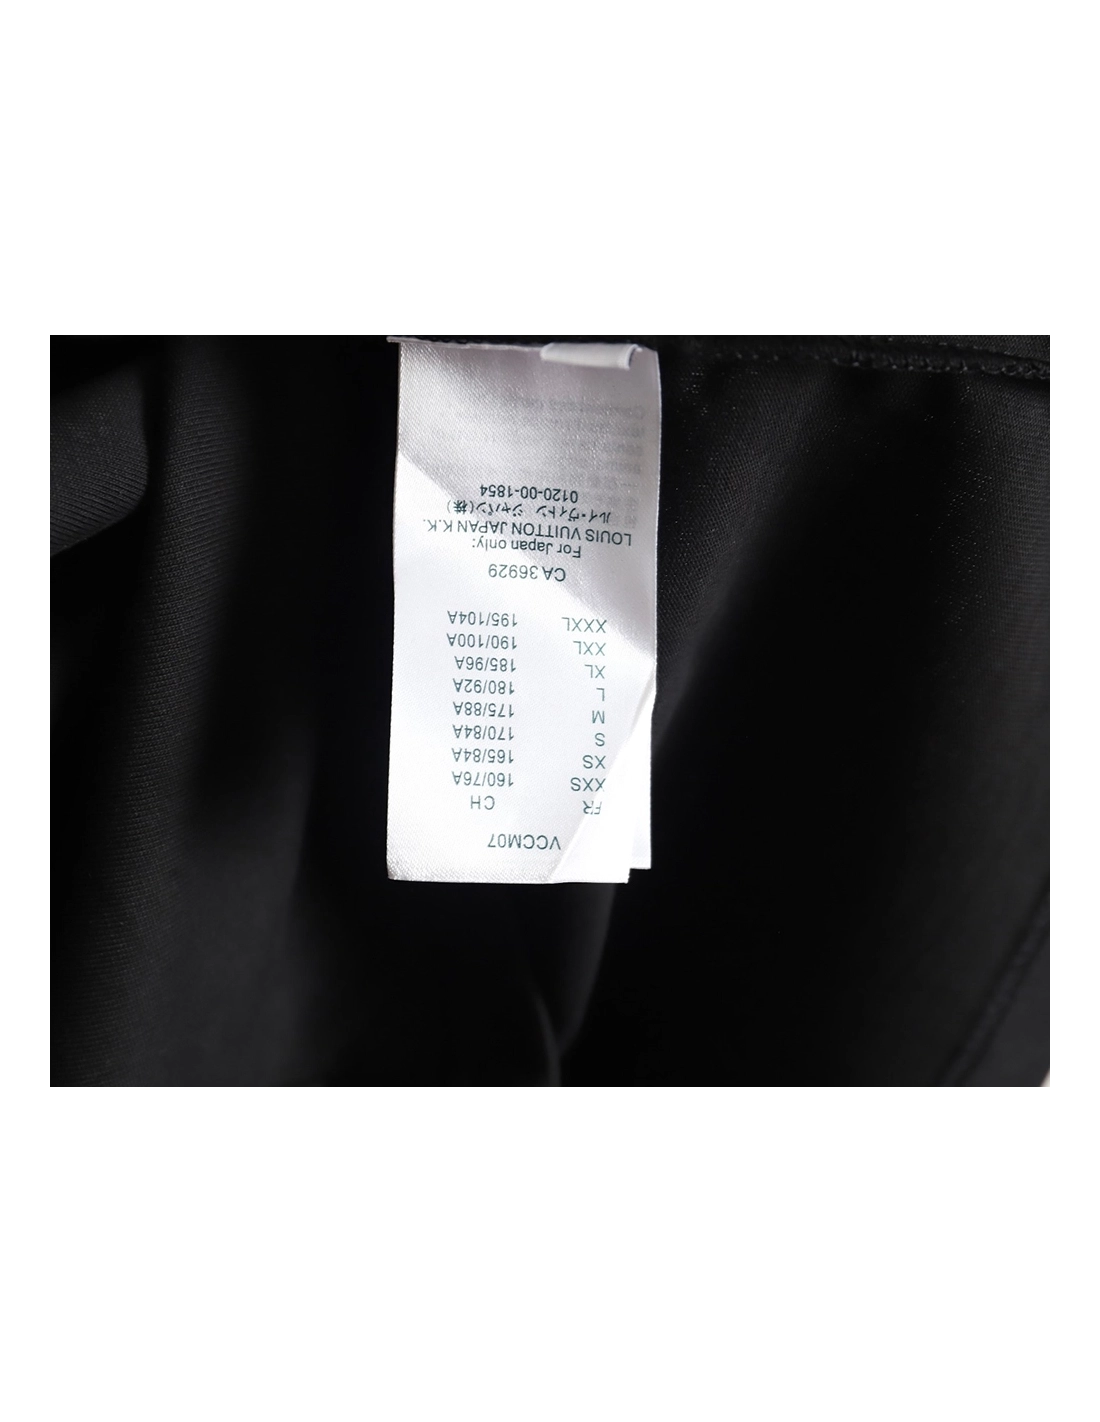 VCCM07
FR CH
XXS 160/76A
XS 165/84A
S 170/84A
M 175/88A
L 180/92A
XL 185/96A
XXL 190/100A
XXXL 195/104A
CA 36929
For Japan only:
LOUIS VUITTON JAPAN K.K.
ルイ・ヴィトン ジャパン(株)
0120-00-1854